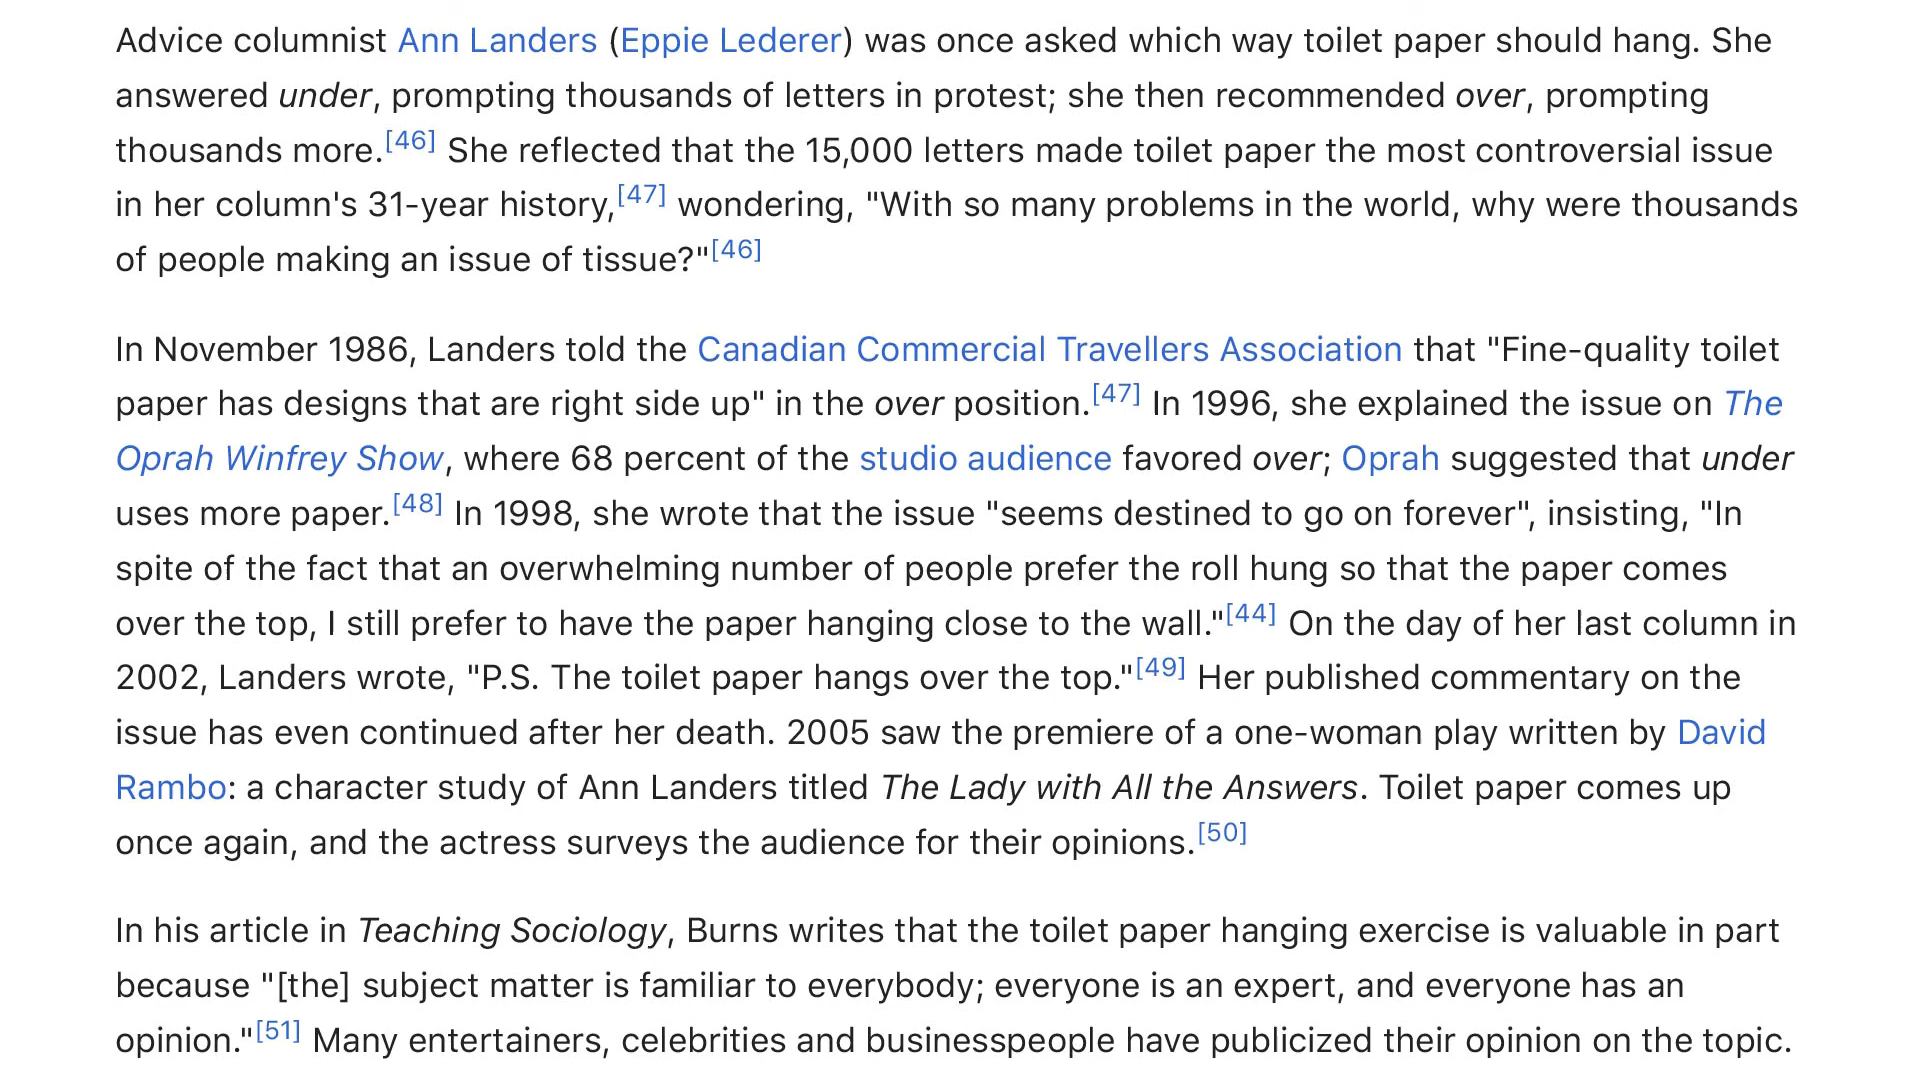 Advice columnist Ann Landers (Eppie Lederer) was once asked which way toilet paper should hang. She
answered under, prompting thousands of letters in protest; she then recommended over, prompting
thousands more.[46] She reflected that the 15,000 letters made toilet paper the most controversial issue
in her column's 31-year history,[47] wondering, "With so many problems in the world, why were thousands
of people making an issue of tissue?"[46]
In November 1986, Landers told the Canadian Commercial Travellers Association that "Fine-quality toilet
paper has designs that are right side up" in the over position.[47] In 1996, she explained the issue on The
Oprah Winfrey Show, where 68 percent of the studio audience favored over; Oprah suggested that under
uses more paper.[48] In 1998, she wrote that the issue "seems destined to go on forever", insisting, "In
spite of the fact that an overwhelming number of people prefer the roll hung so that the paper comes
over the top, I still prefer to have the paper hanging close to the wall."[44] On the day of her last column in
2002, Landers wrote, "P.S. The toilet paper hangs over the top."[49] Her published commentary on the
issue has even continued after her death. 2005 saw the premiere of a one-woman play written by David
Rambo: a character study of Ann Landers titled The Lady with All the Answers. Toilet paper comes up
once again, and the actress surveys the audience for their opinions.[50]
In his article in Teaching Sociology, Burns writes that the toilet paper hanging exercise is valuable in part
because "[the] subject matter is familiar to everybody; everyone is an expert, and everyone has an
opinion."[51] Many entertainers, celebrities and businesspeople have publicized their opinion on the topic.